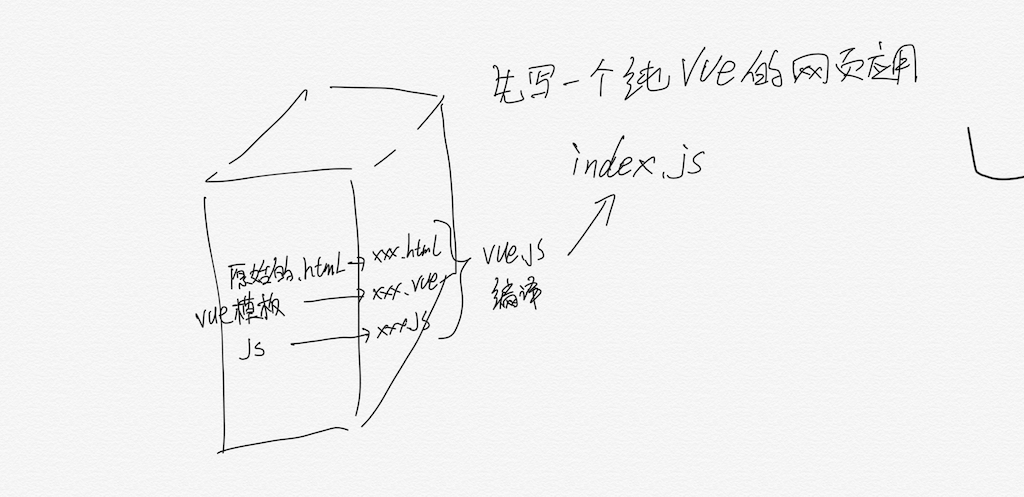 先写一个纯Vue的网页应用
index.js
原始的.html
xxx.html
vue模板
xxx.vue
js
xxx.js
vue.js
编译